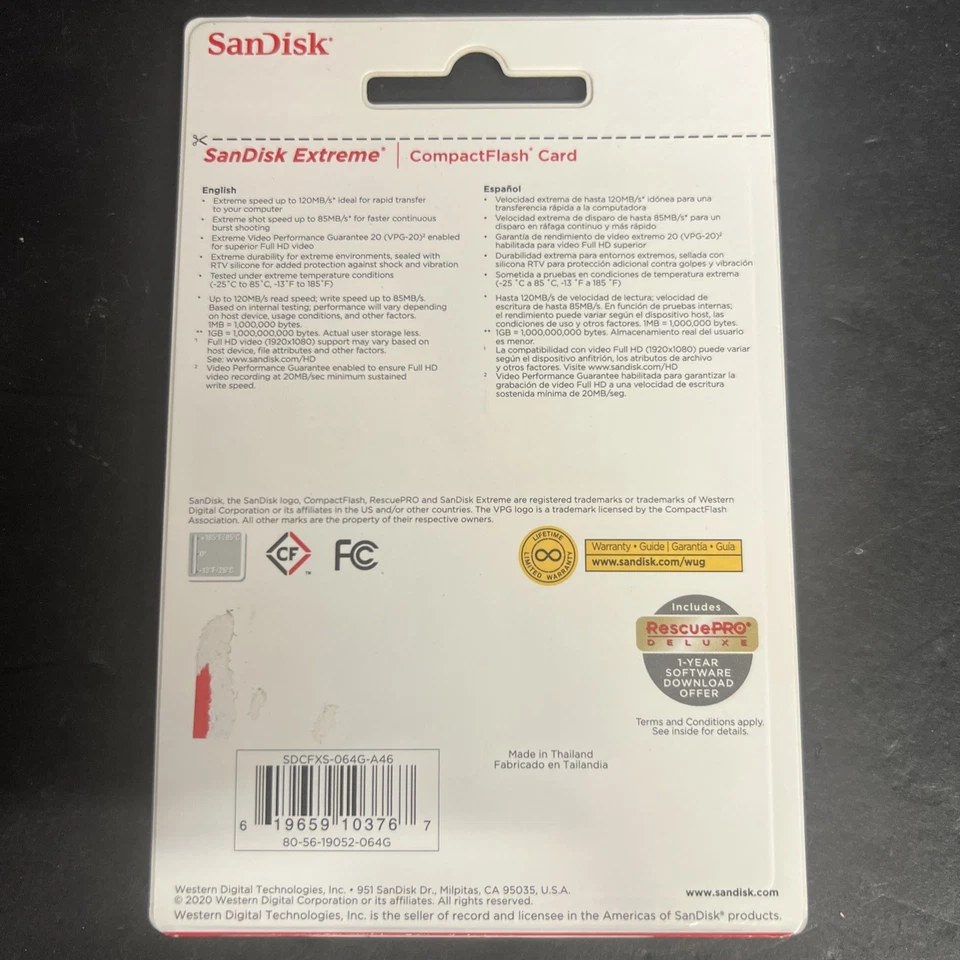 SanDisk®
SanDisk Extreme® | CompactFlash® Card
English
• Extreme speed up to 120MB/s* ideal for rapid transfer
to your computer
• Extreme shot speed up to 85MB/s* for faster continuous
burst shooting
• Extreme Video Performance Guarantee 20 (VPG-20)² enabled
for superior Full HD video
• Extreme durability for extreme environments, sealed with
RTV silicone for added protection against shock and vibration
• Tested under extreme temperature conditions
(-25˚C to 85˚C, -13˚F to 185˚F)
* Up to 120MB/s read speed; write speed up to 85MB/s.
Based on internal testing; performance will vary depending
on host device, usage conditions, and other factors.
1MB = 1,000,000 bytes.
** 1GB = 1,000,000,000 bytes. Actual user storage less.
¹ Full HD video (1920x1080) support may vary based on
host device, file attributes and other factors.
See: www.sandisk.com/HD
² Video Performance Guarantee enabled to ensure Full HD
video recording at 20MB/sec minimum sustained
write speed.
Español
• Velocidad extrema de hasta 120MB/s* idónea para una
transferencia rápida a la computadora
• Velocidad extrema de disparo de hasta 85MB/s* para un
disparo en ráfaga continuo y más rápido
• Garantía de rendimiento de video extremo 20 (VPG-20)²
habilitada para video Full HD superior
• Durabilidad extrema para entornos extremos, sellada con
silicona RTV para protección adicional contra golpes y vibración
• Sometida a pruebas en condiciones de temperatura extrema
(-25 ˚C a 85 ˚C, -13 ˚F a 185 ˚F)
* Hasta 120MB/s de velocidad de lectura; velocidad de
escritura de hasta 85MB/s. En función de pruebas internas;
el rendimiento puede variar según el dispositivo host, las
condiciones de uso y otros factores. 1MB = 1,000,000 bytes.
** 1GB = 1,000,000,000 bytes. Almacenamiento real del usuario
es menor.
¹ La compatibilidad con video Full HD (1920x1080) puede variar
según el dispositivo anfitrión, los atributos de archivo
y otros factores. Visite www.sandisk.com/HD
² Video Performance Guarantee habilitada para garantizar la
grabación de video Full HD a una velocidad de escritura
sostenida mínima de 20MB/seg.
SanDisk, the SanDisk logo, CompactFlash, RescuePRO and SanDisk Extreme are registered trademarks or trademarks of Western
Digital Corporation or its affiliates in the US and/or other countries. The VPG logo is a trademark licensed by the CompactFlash
Association. All other marks are the property of their respective owners.
CF™
FC
LIFETIME
LIMITED WARRANTY
Warranty • Guide | Garantía • Guía
www.sandisk.com/wug
Includes
RescuePRO®
DELUXE
1-YEAR
SOFTWARE
DOWNLOAD
OFFER
Terms and Conditions apply.
See inside for details.
Made in Thailand
Fabricado en Tailandia
SDCFXS-064G-A46
6 19659 10376 7
80-56-19052-064G
Western Digital Technologies, Inc. • 951 SanDisk Dr., Milpitas, CA 95035, U.S.A.
© 2020 Western Digital Corporation or its affiliates. All rights reserved.
Western Digital Technologies, Inc. is the seller of record and licensee in the Americas of SanDisk® products.
www.sandisk.com